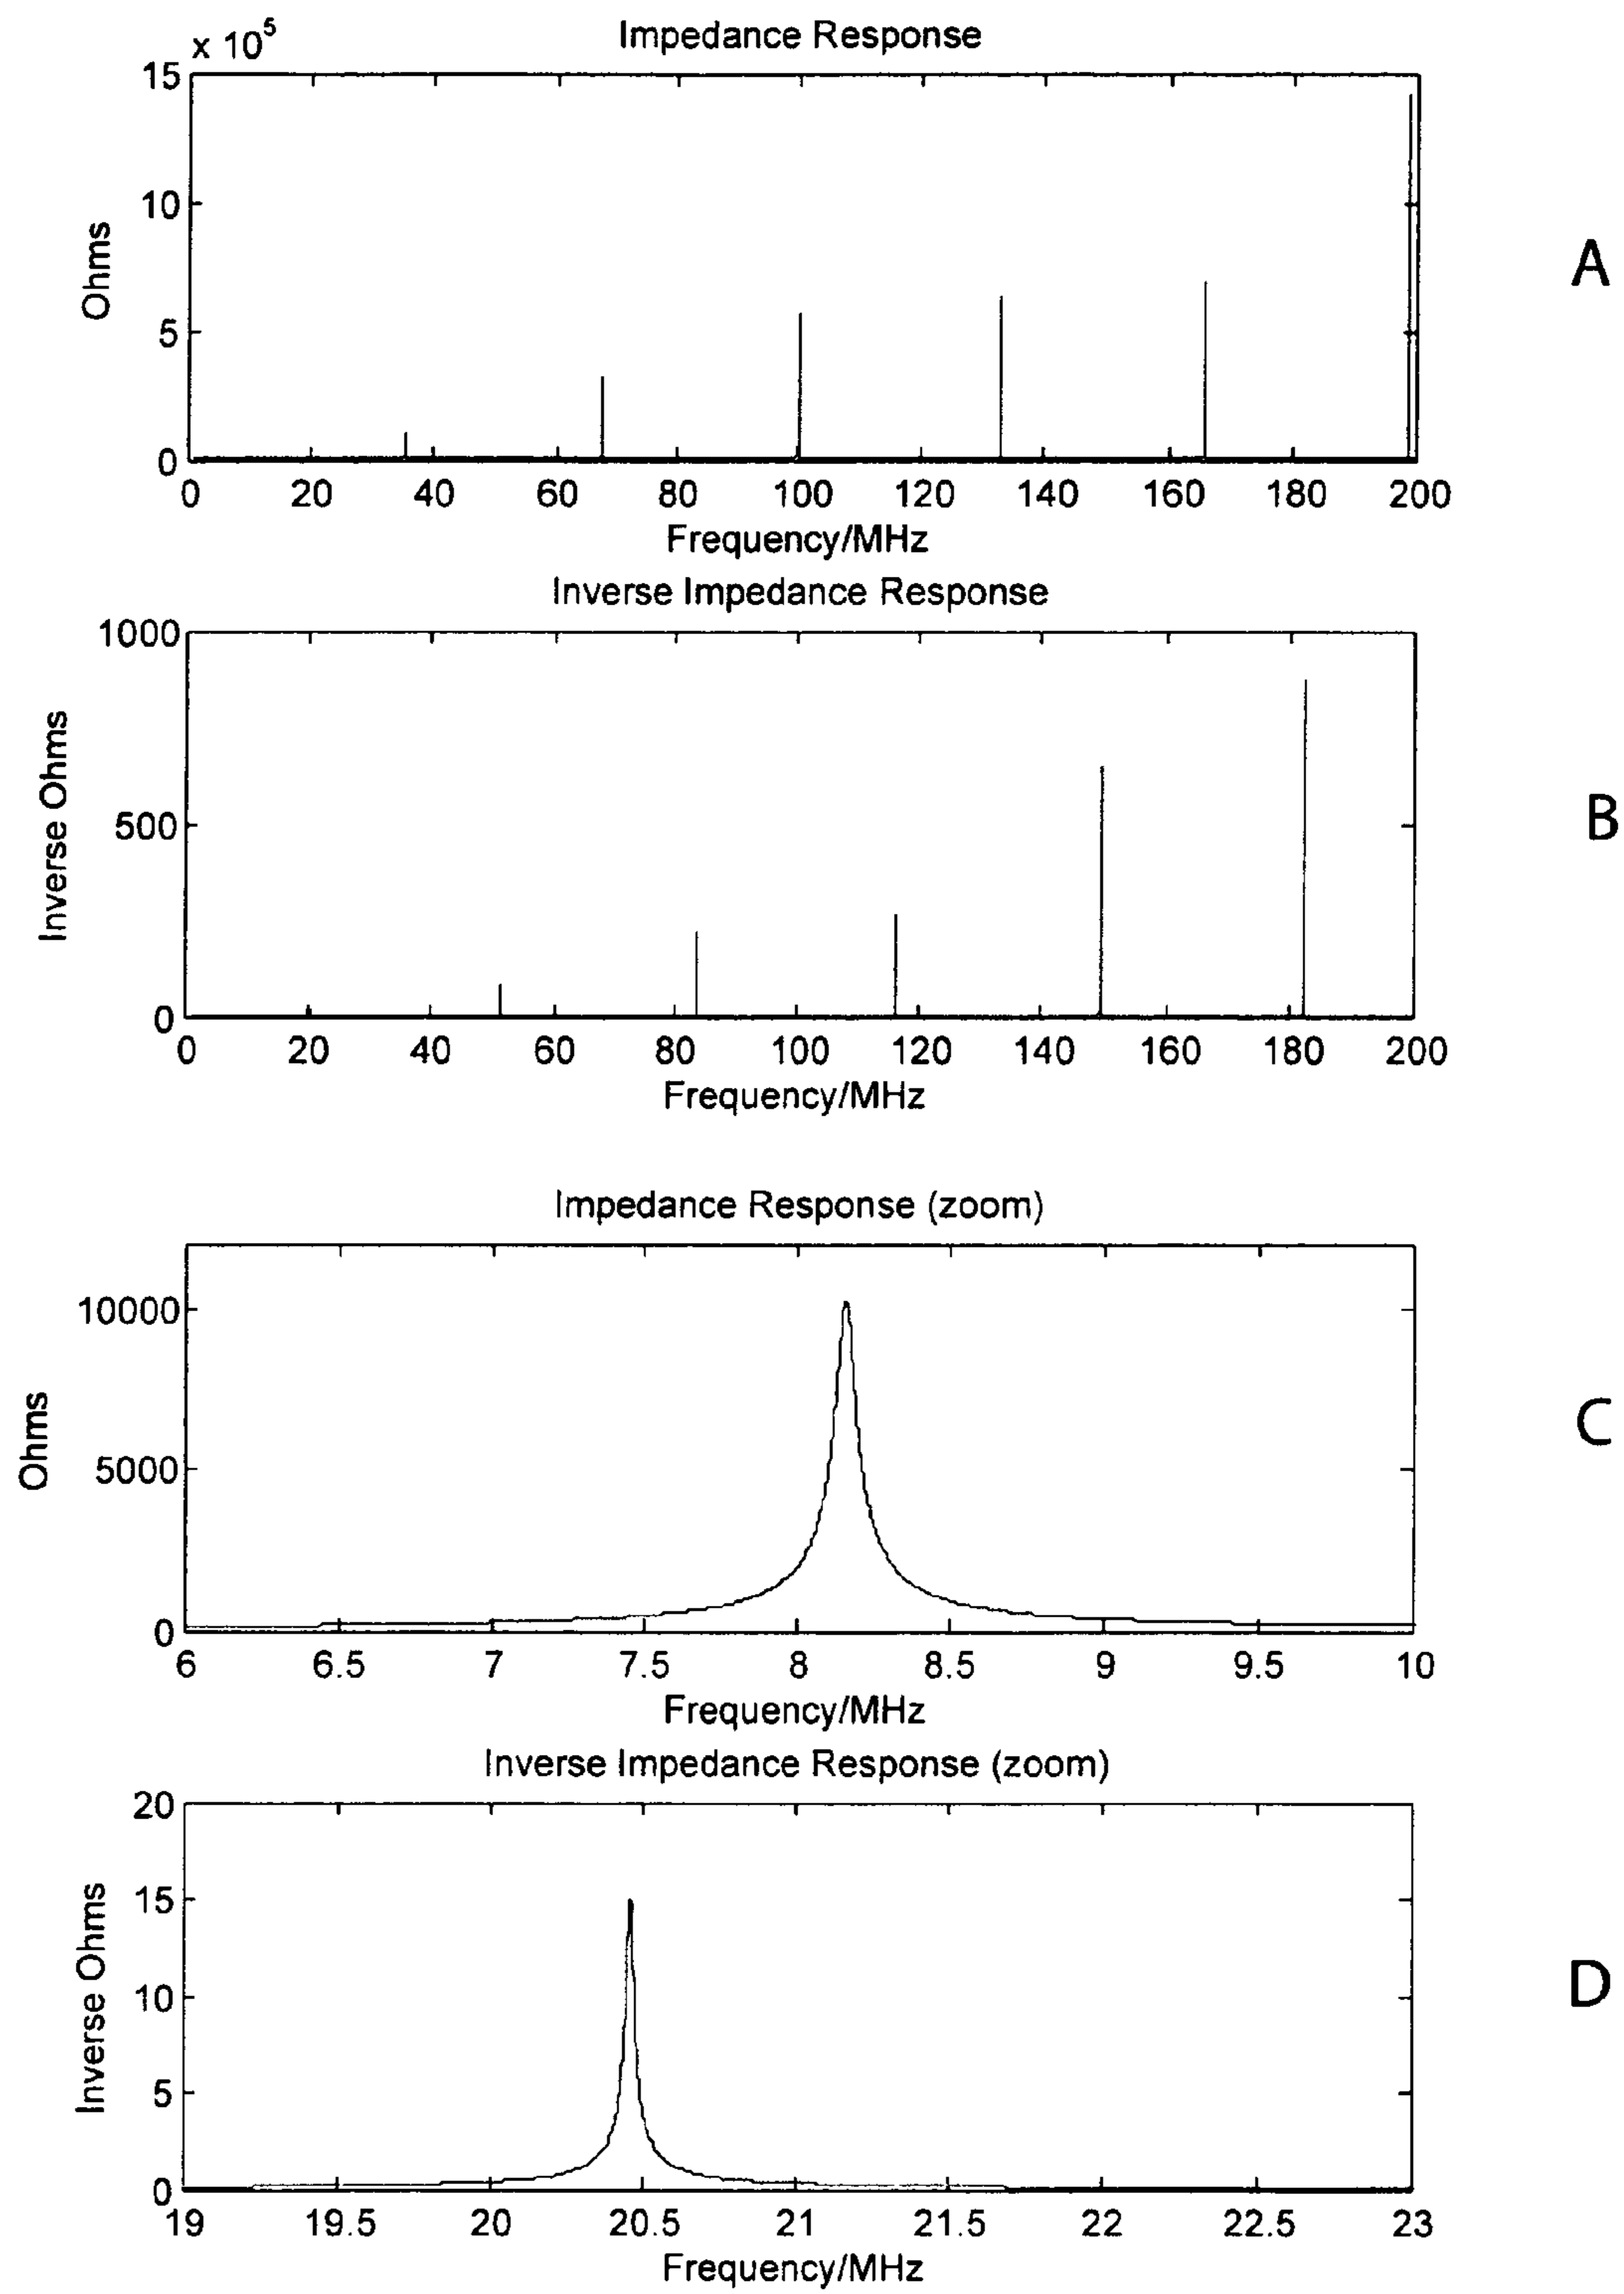 Impedance Response
x 10^5
15
10
5
0
Ohms
0 20 40 60 80 100 120 140 160 180 200
Frequency/MHz
A
Inverse Impedance Response
1000
500
0
Inverse Ohms
0 20 40 60 80 100 120 140 160 180 200
Frequency/MHz
B
Impedance Response (zoom)
10000
5000
0
Ohms
6 6.5 7 7.5 8 8.5 9 9.5 10
Frequency/MHz
C
Inverse Impedance Response (zoom)
20
15
10
5
0
Inverse Ohms
19 19.5 20 20.5 21 21.5 22 22.5 23
Frequency/MHz
D